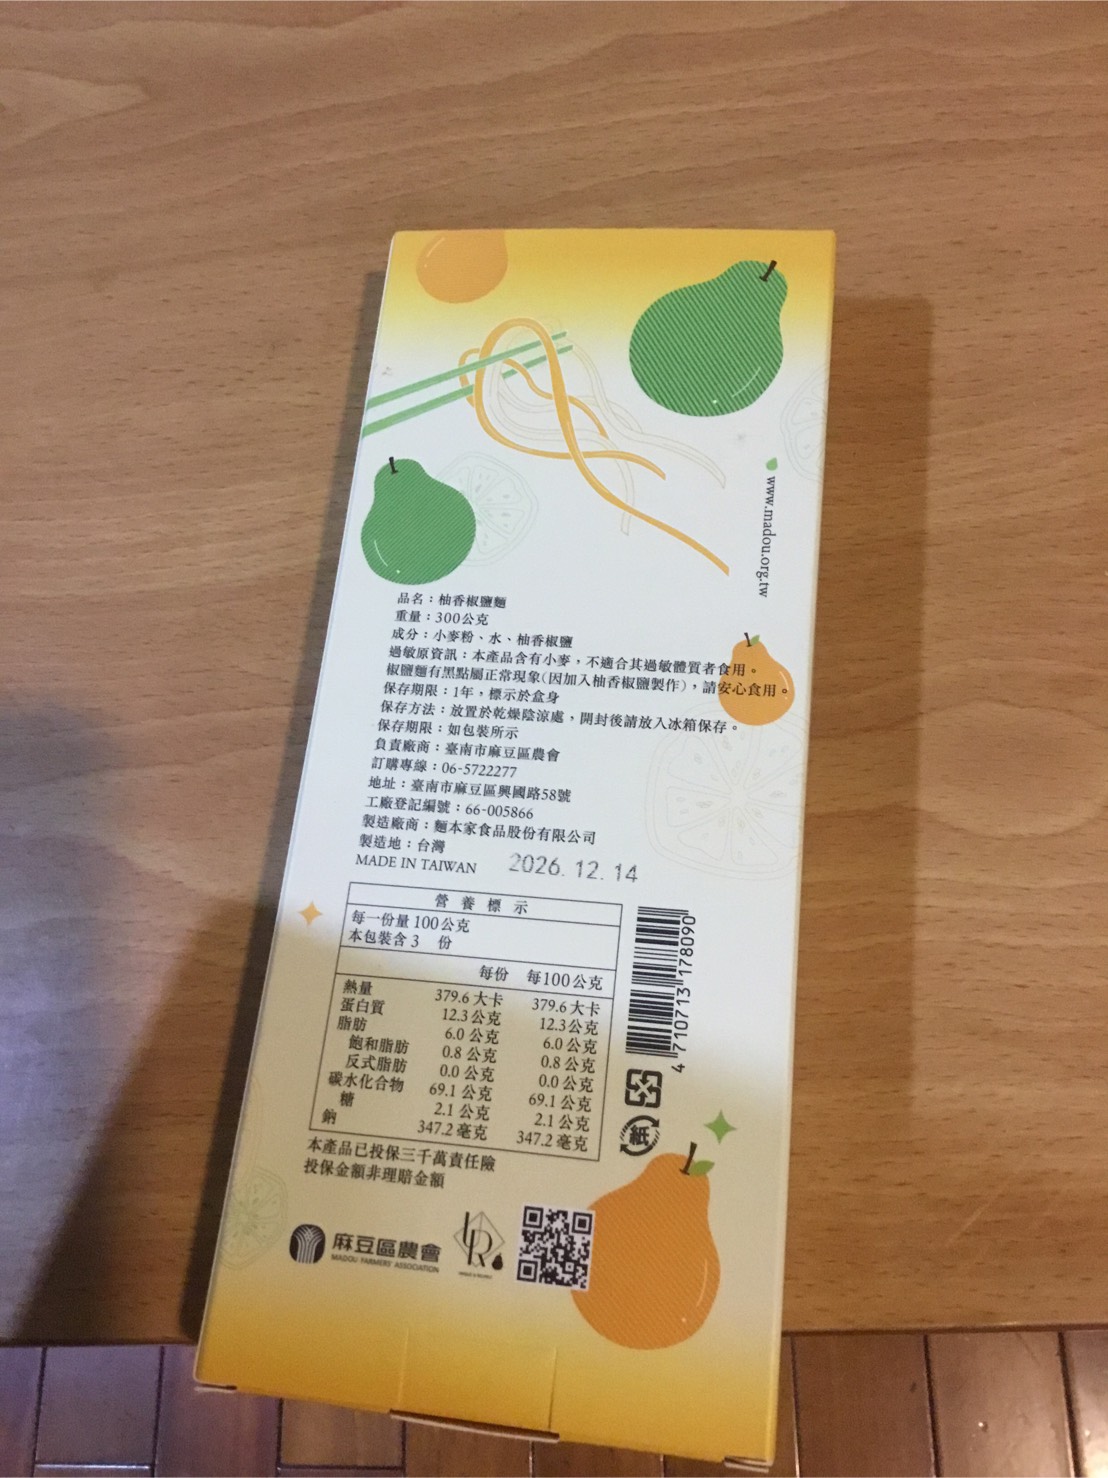 www.madou.org.tw
品名：柚香椒鹽麵
重量：300公克
成分：小麥粉、水、柚香椒鹽
過敏原資訊：本產品含有小麥，不適合其過敏體質者食用。
椒鹽麵有黑點屬正常現象(因加入柚香椒鹽製作)，請安心食用。
保存期限：1年，標示於盒身
保存方法：放置於乾燥陰涼處，開封後請放入冰箱保存。
保存期限：如包裝所示
負責廠商：臺南市麻豆區農會
訂購專線：06-5722277
地址：臺南市麻豆區興國路58號
工廠登記編號：66-005866
製造廠商：麵本家食品股份有限公司
製造地：台灣
MADE IN TAIWAN 2026. 12. 14
營養標示
每一份量 100公克
本包裝含 3 份
每份 每100公克
熱量 379.6 大卡 379.6 大卡
蛋白質 12.3 公克 12.3公克
脂肪 6.0 公克 6.0 公克
飽和脂肪 0.8 公克 0.8 公克
反式脂肪 0.0 公克 0.0 公克
碳水化合物 69.1 公克 69.1 公克
糖 2.1 公克 2.1 公克
鈉 347.2 毫克 347.2 毫克
4 710713 178090
紙
本產品已投保三千萬責任險
投保金額非理賠金額
麻豆區農會
MADOU FARMERS' ASSOCIATION